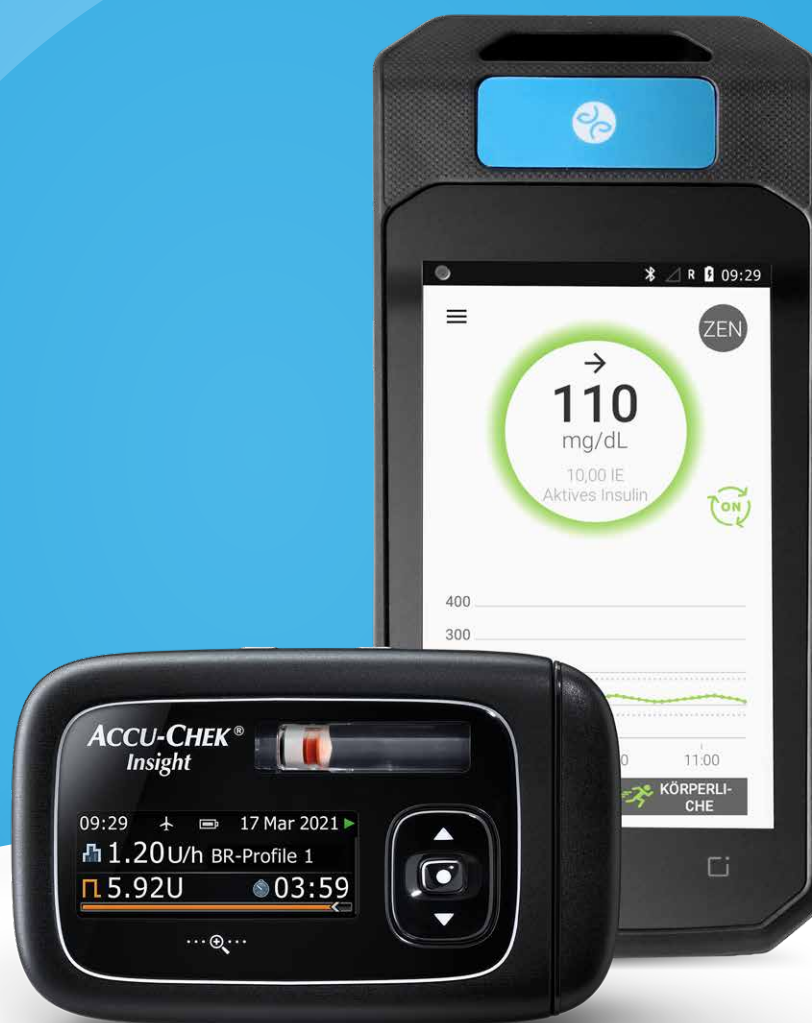 R 09:29
ZEN
110
mg/dL
10,00 IE
Aktives Insulin
ON
400
300
11:00
KÖRPERLI-
CHE
ACCU-CHEK®
Insight
09:29 17 Mar 2021
1.20U/h BR-Profile 1
5.92U 03:59